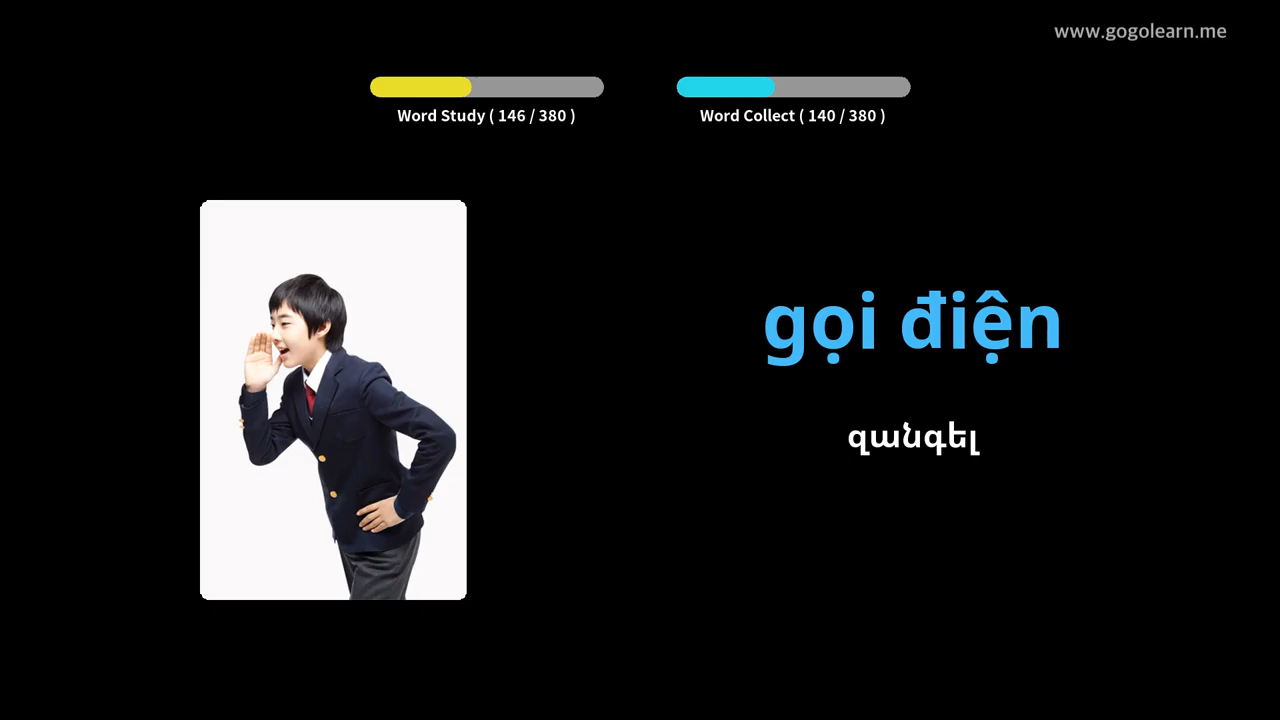 www.gogolearn.me
Word Study ( 146 / 380 )
Word Collect ( 140 / 380 )
gọi điện
զանգել